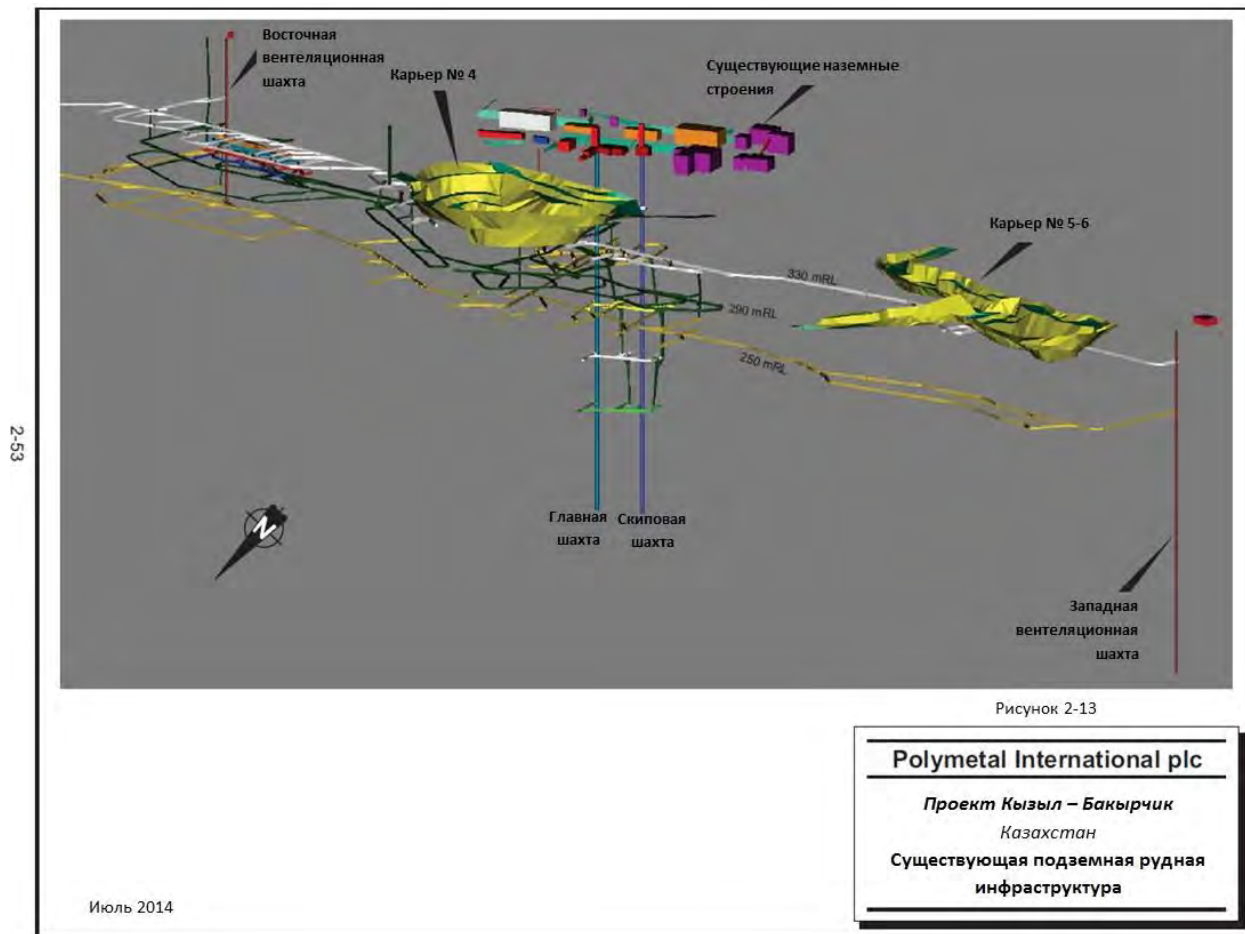 Восточная
вентеляционная
шахта
Карьер № 4
Существующие наземные
строения
Карьер № 5-6
330 mRL
290 mRL
250 mRL
2-53
N
Главная
шахта
Скиповая
шахта
Западная
вентеляционная
шахта
Рисунок 2-13
Polymetal International plc
Проект Кызыл – Бакырчик
Казахстан
Существующая подземная рудная
инфраструктура
Июль 2014